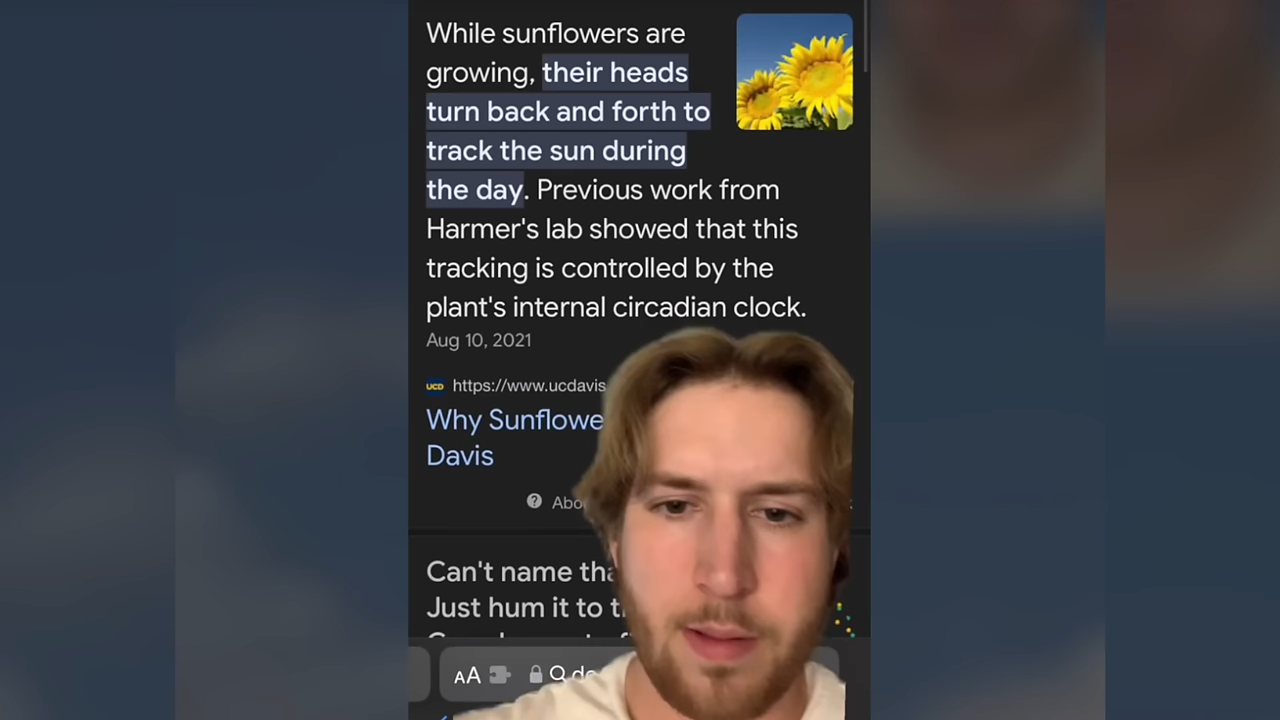 While sunflowers are
growing, their heads
turn back and forth to
track the sun during
the day. Previous work from
Harmer's lab showed that this
tracking is controlled by the
plant's internal circadian clock.
Aug 10, 2021
UCD https://www.ucdavis
Why Sunflowe
Davis
Abo
Can't name tha
Just hum it to t
AA do